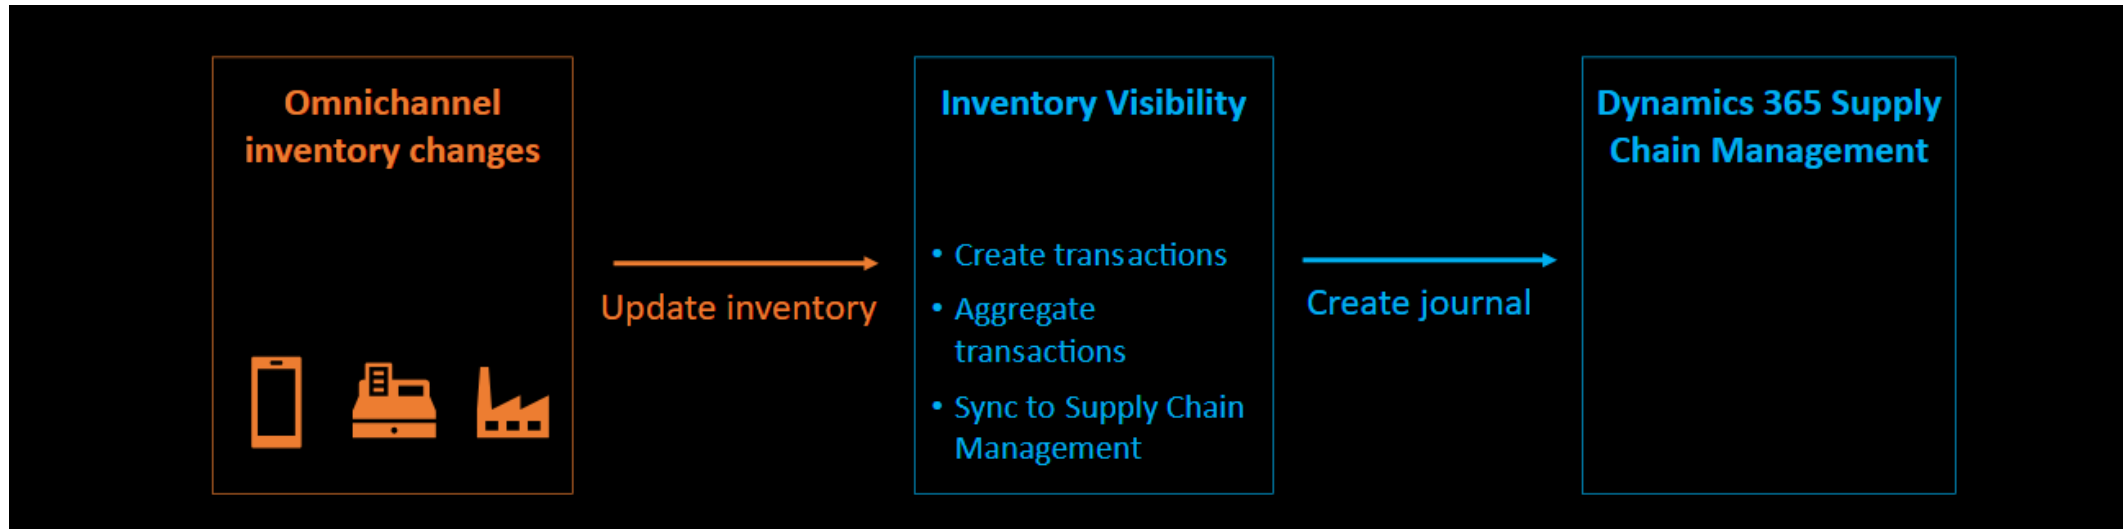 Omnichannel
inventory changes
Update inventory
Inventory Visibility
• Create transactions
• Aggregate
transactions
• Sync to Supply Chain
Management
Create journal
Dynamics 365 Supply
Chain Management